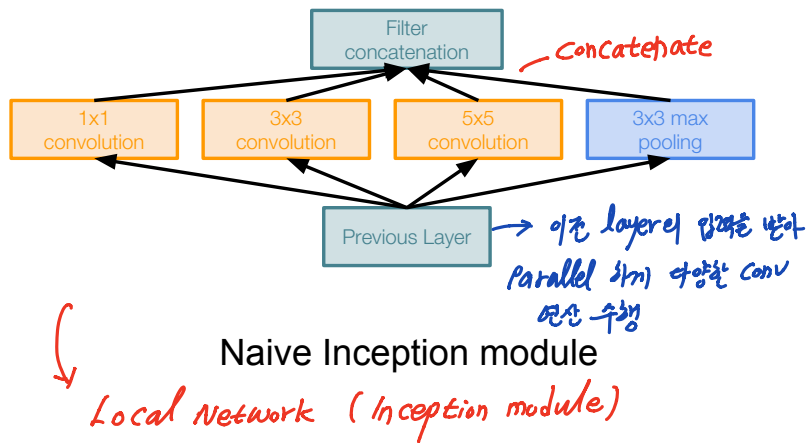 Filter
concatenation
Concatenate
1x1
convolution
3x3
convolution
5x5
convolution
3x3 max
pooling
Previous Layer
이전 layer의 입력을 받아
Parallel 하게 다양한 conv
연산 수행
Naive Inception module
Local Network (Inception module)